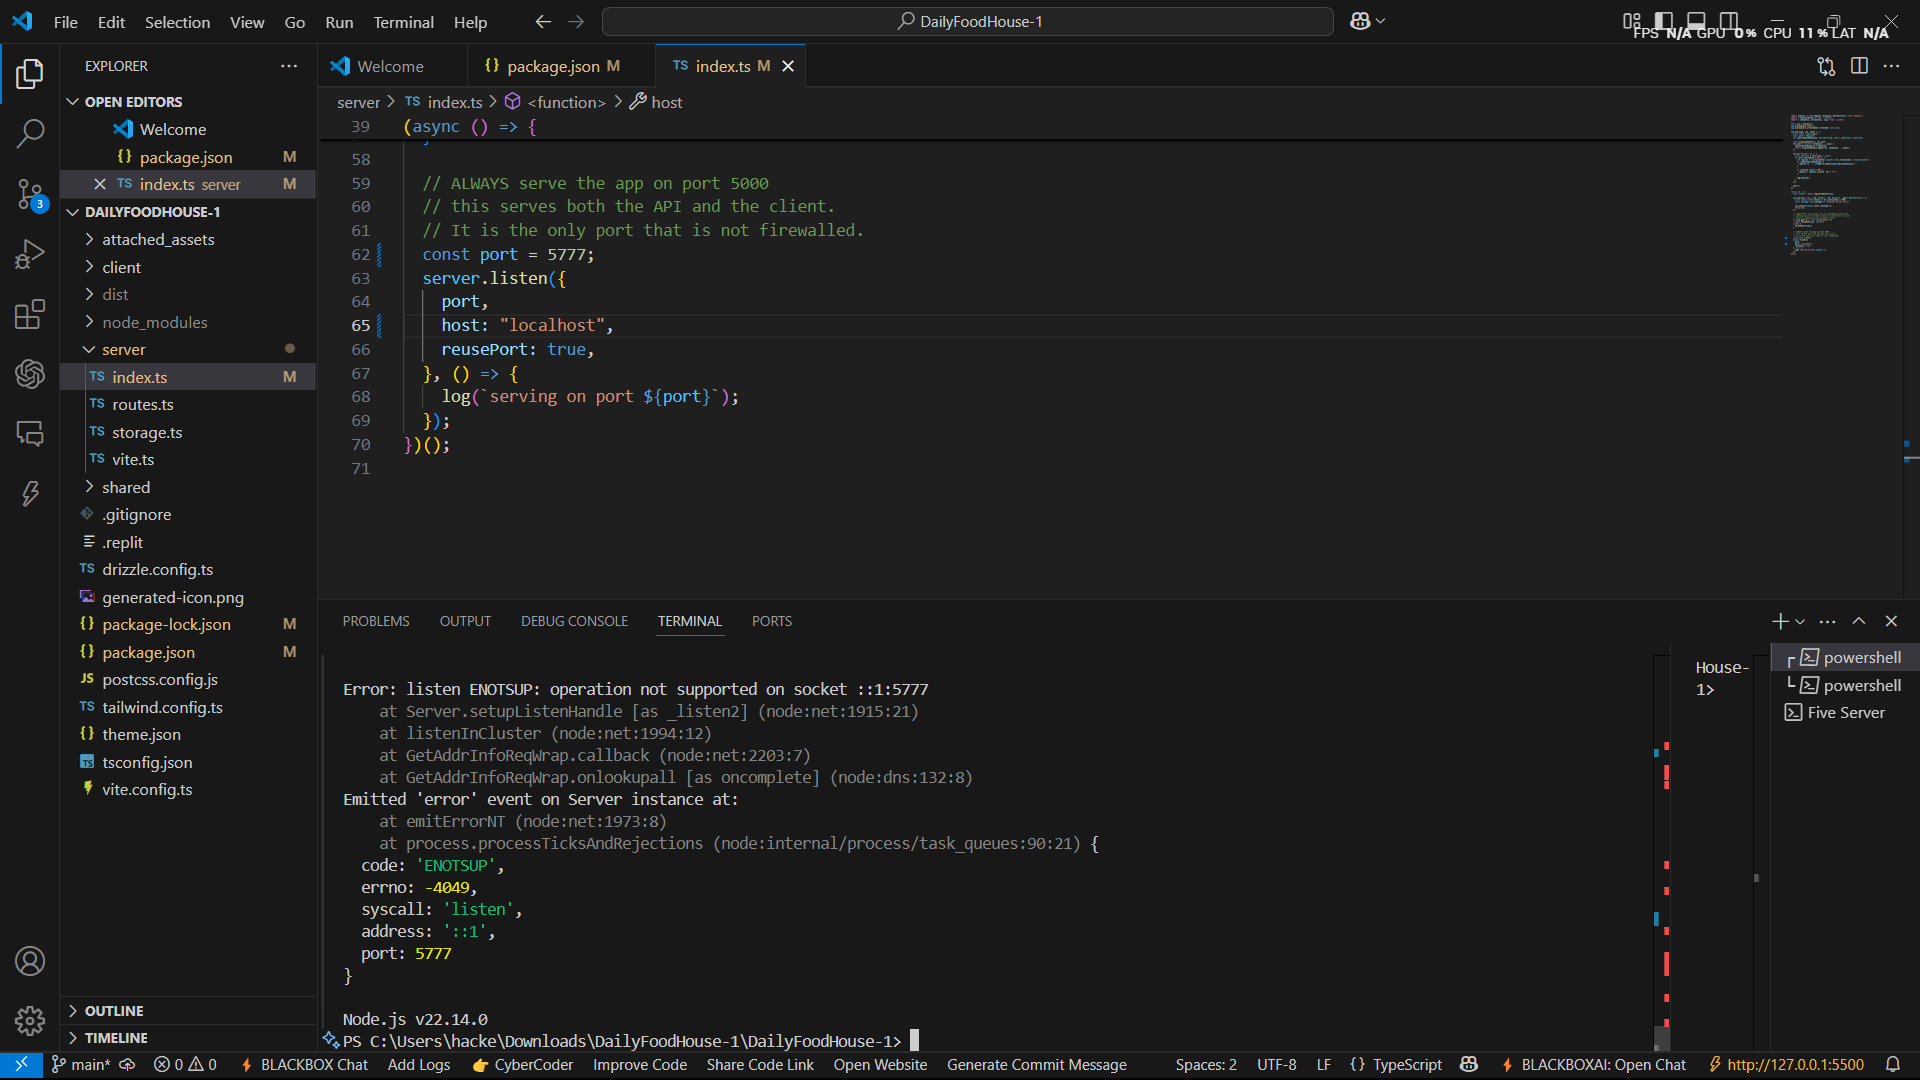 File Edit Selection View Go Run Terminal Help
DailyFoodHouse-1
FPS N/A GPU 0% CPU 11% LAT N/A
EXPLORER
OPEN EDITORS
Welcome
package.json M
index.ts server M
DAILYFOODHOUSE-1
attached_assets
client
dist
node_modules
server
TS index.ts M
TS routes.ts
TS storage.ts
TS vite.ts
shared
.gitignore
.replit
TS drizzle.config.ts
generated-icon.png
{} package-lock.json M
{} package.json M
JS postcss.config.js
TS tailwind.config.ts
{} theme.json
TS tsconfig.json
vite.config.ts
OUTLINE
TIMELINE
Welcome
{} package.json M
TS index.ts M
server > TS index.ts > <function> > host
39 (async () => {
58
59 // ALWAYS serve the app on port 5000
60 // this serves both the API and the client.
61 // It is the only port that is not firewalled.
62 const port = 5777;
63 server.listen({
64 port,
65 host: "localhost",
66 reusePort: true,
67 }, () => {
68 log(`serving on port ${port}`);
69 });
70 })();
71
PROBLEMS OUTPUT DEBUG CONSOLE TERMINAL PORTS
Error: listen ENOTSUP: operation not supported on socket ::1:5777
at Server.setupListenHandle [as _listen2] (node:net:1915:21)
at listenInCluster (node:net:1994:12)
at GetAddrInfoReqWrap.callback (node:net:2203:7)
at GetAddrInfoReqWrap.onlookupall [as oncomplete] (node:dns:132:8)
Emitted 'error' event on Server instance at:
at emitErrorNT (node:net:1973:8)
at process.processTicksAndRejections (node:internal/process/task_queues:90:21) {
code: 'ENOTSUP',
errno: -4049,
syscall: 'listen',
address: '::1',
port: 5777
}
Node.js v22.14.0
PS C:\Users\hacke\Downloads\DailyFoodHouse-1\DailyFoodHouse-1>
House-
1>
powershell
powershell
Five Server
3
main* 0 0 BLACKBOX Chat Add Logs CyberCoder Improve Code Share Code Link Open Website Generate Commit Message Spaces: 2 UTF-8 LF {} TypeScript BLACKBOXAI: Open Chat http://127.0.0.1:5500